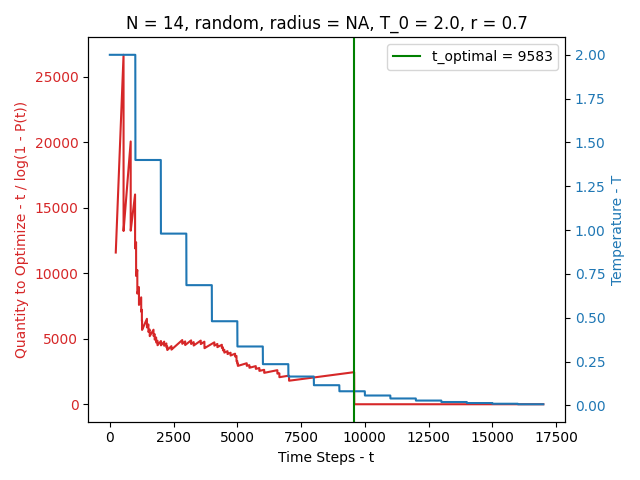 N = 14, random, radius = NA, T_0 = 2.0, r = 0.7
t_optimal = 9583
Quantity to Optimize - t / log(1 - P(t))
25000
20000
15000
10000
5000
0
2.00
1.75
1.50
1.25
1.00
0.75
0.50
0.25
0.00
Temperature - T
0 2500 5000 7500 10000 12500 15000 17500
Time Steps - t